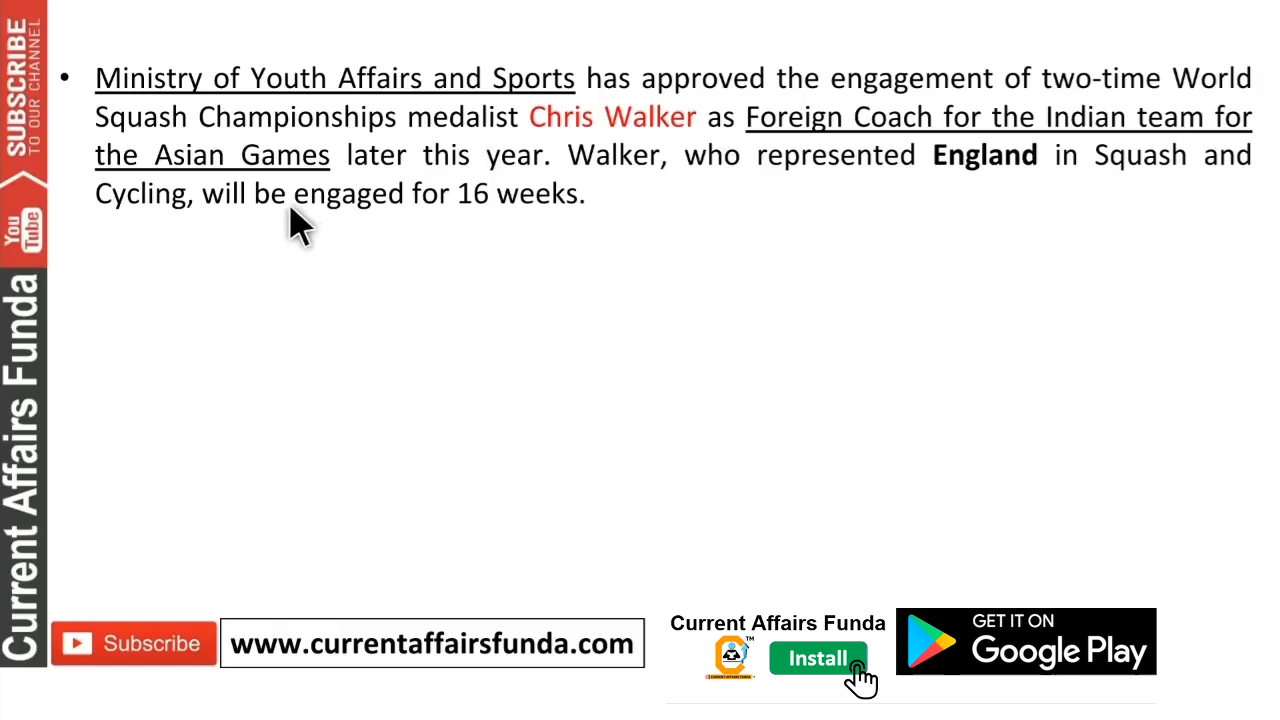 SUBSCRIBE
TO OUR CHANNEL
You
Tube
Current Affairs Funda
• Ministry of Youth Affairs and Sports has approved the engagement of two-time World
Squash Championships medalist Chris Walker as Foreign Coach for the Indian team for
the Asian Games later this year. Walker, who represented England in Squash and
Cycling, will be engaged for 16 weeks.
Subscribe
www.currentaffairsfunda.com
Current Affairs Funda
TM
Install
GET IT ON
Google Play